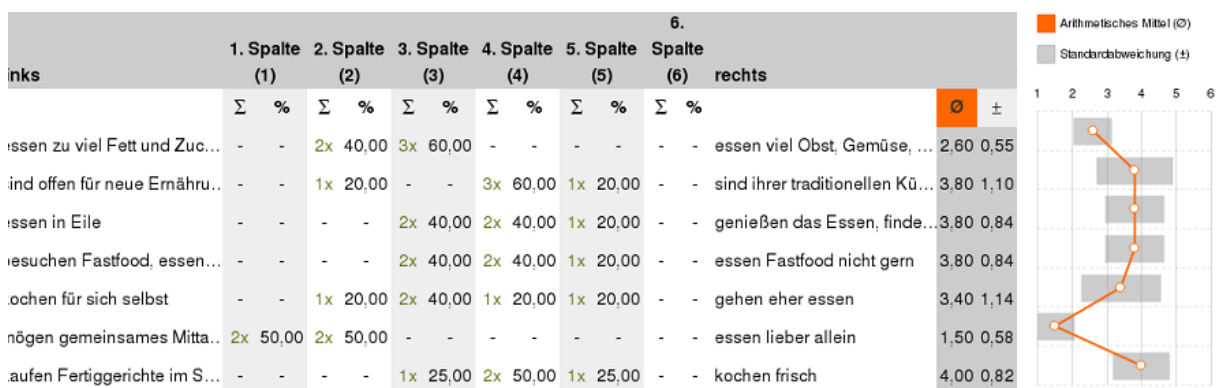 6. Arithmetisches Mittel (Ø)
1. Spalte 2. Spalte 3. Spalte 4. Spalte 5. Spalte Spalte Standardabweichung (±)
inks (1) (2) (3) (4) (5) (6) rechts
Σ % Σ % Σ % Σ % Σ % Σ % Ø ± 1 2 3 4 5 6
essen zu viel Fett und Zuc... - - 2x 40,00 3x 60,00 - - - - - - essen viel Obst, Gemüse, ... 2,60 0,55
sind offen für neue Ernähru... - - 1x 20,00 - - 3x 60,00 1x 20,00 - - sind ihrer traditionellen Kü... 3,80 1,10
essen in Eile - - - - 2x 40,00 2x 40,00 1x 20,00 - - genießen das Essen, finde... 3,80 0,84
besuchen Fastfood, essen... - - - - 2x 40,00 2x 40,00 1x 20,00 - - essen Fastfood nicht gern 3,80 0,84
kochen für sich selbst - - 1x 20,00 2x 40,00 1x 20,00 1x 20,00 - - gehen eher essen 3,40 1,14
mögen gemeinsames Mitta... 2x 50,00 2x 50,00 - - - - - - - - essen lieber allein 1,50 0,58
kaufen Fertiggerichte im S... - - - - 1x 25,00 2x 50,00 1x 25,00 - - kochen frisch 4,00 0,82